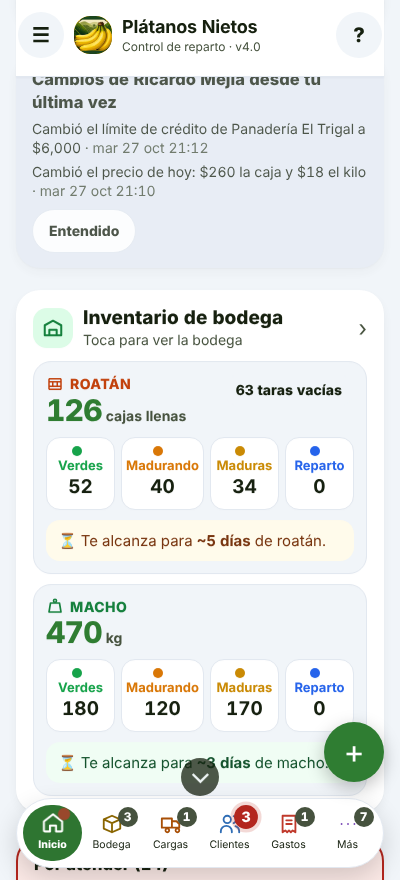 ☰
Plátanos Nietos
Control de reparto · v4.0
?
Cambios de Ricardo Mejía desde tu
última vez
Cambió el límite de crédito de Panadería El Trigal a
$6,000 · mar 27 oct 21:12
Cambió el precio de hoy: $260 la caja y $18 el kilo
· mar 27 oct 21:10
Entendido
Inventario de bodega
Toca para ver la bodega
›
ROATÁN
63 taras vacías
126 cajas llenas
Verdes Madurando Maduras Reparto
52 40 34 0
⏳ Te alcanza para ~5 días de roatán.
MACHO
470 kg
Verdes Madurando Maduras Reparto
180 120 170 0
⏳ Te alcanza para ~3 días de macho.
+
3 1 3 1 7
Inicio Bodega Cargas Clientes Gastos Más